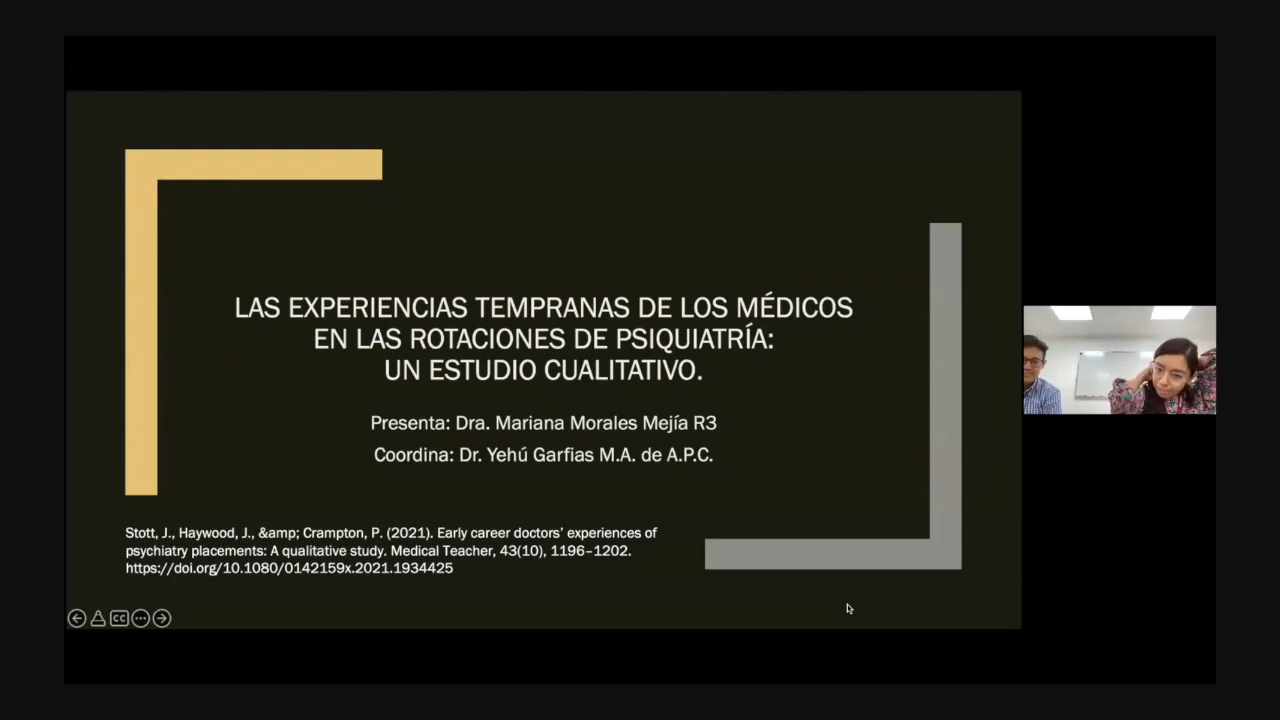 LAS EXPERIENCIAS TEMPRANAS DE LOS MÉDICOS
EN LAS ROTACIONES DE PSIQUIATRÍA:
UN ESTUDIO CUALITATIVO.
Presenta: Dra. Mariana Morales Mejía R3
Coordina: Dr. Yehú Garfias M.A. de A.P.C.
Stott, J., Haywood, J., &amp; Crampton, P. (2021). Early career doctors’ experiences of
psychiatry placements: A qualitative study. Medical Teacher, 43(10), 1196–1202.
https://doi.org/10.1080/0142159x.2021.1934425
CC